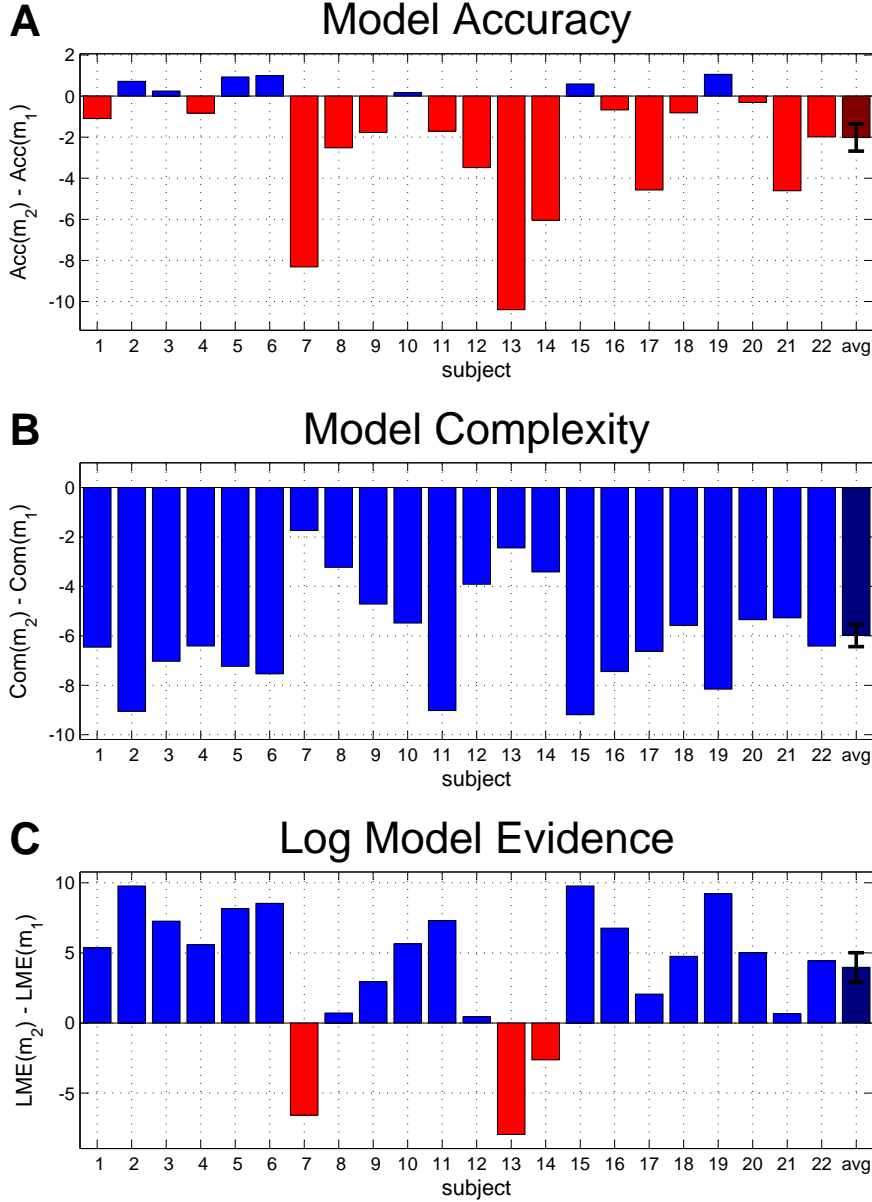 A Model Accuracy
2
0
-2
-4
-6
-8
-10
Acc(m2) - Acc(m1)
1 2 3 4 5 6 7 8 9 10 11 12 13 14 15 16 17 18 19 20 21 22 avg
subject
B Model Complexity
0
-2
-4
-6
-8
-10
Com(m2) - Com(m1)
1 2 3 4 5 6 7 8 9 10 11 12 13 14 15 16 17 18 19 20 21 22 avg
subject
C Log Model Evidence
10
5
0
-5
LME(m2) - LME(m1)
1 2 3 4 5 6 7 8 9 10 11 12 13 14 15 16 17 18 19 20 21 22 avg
subject